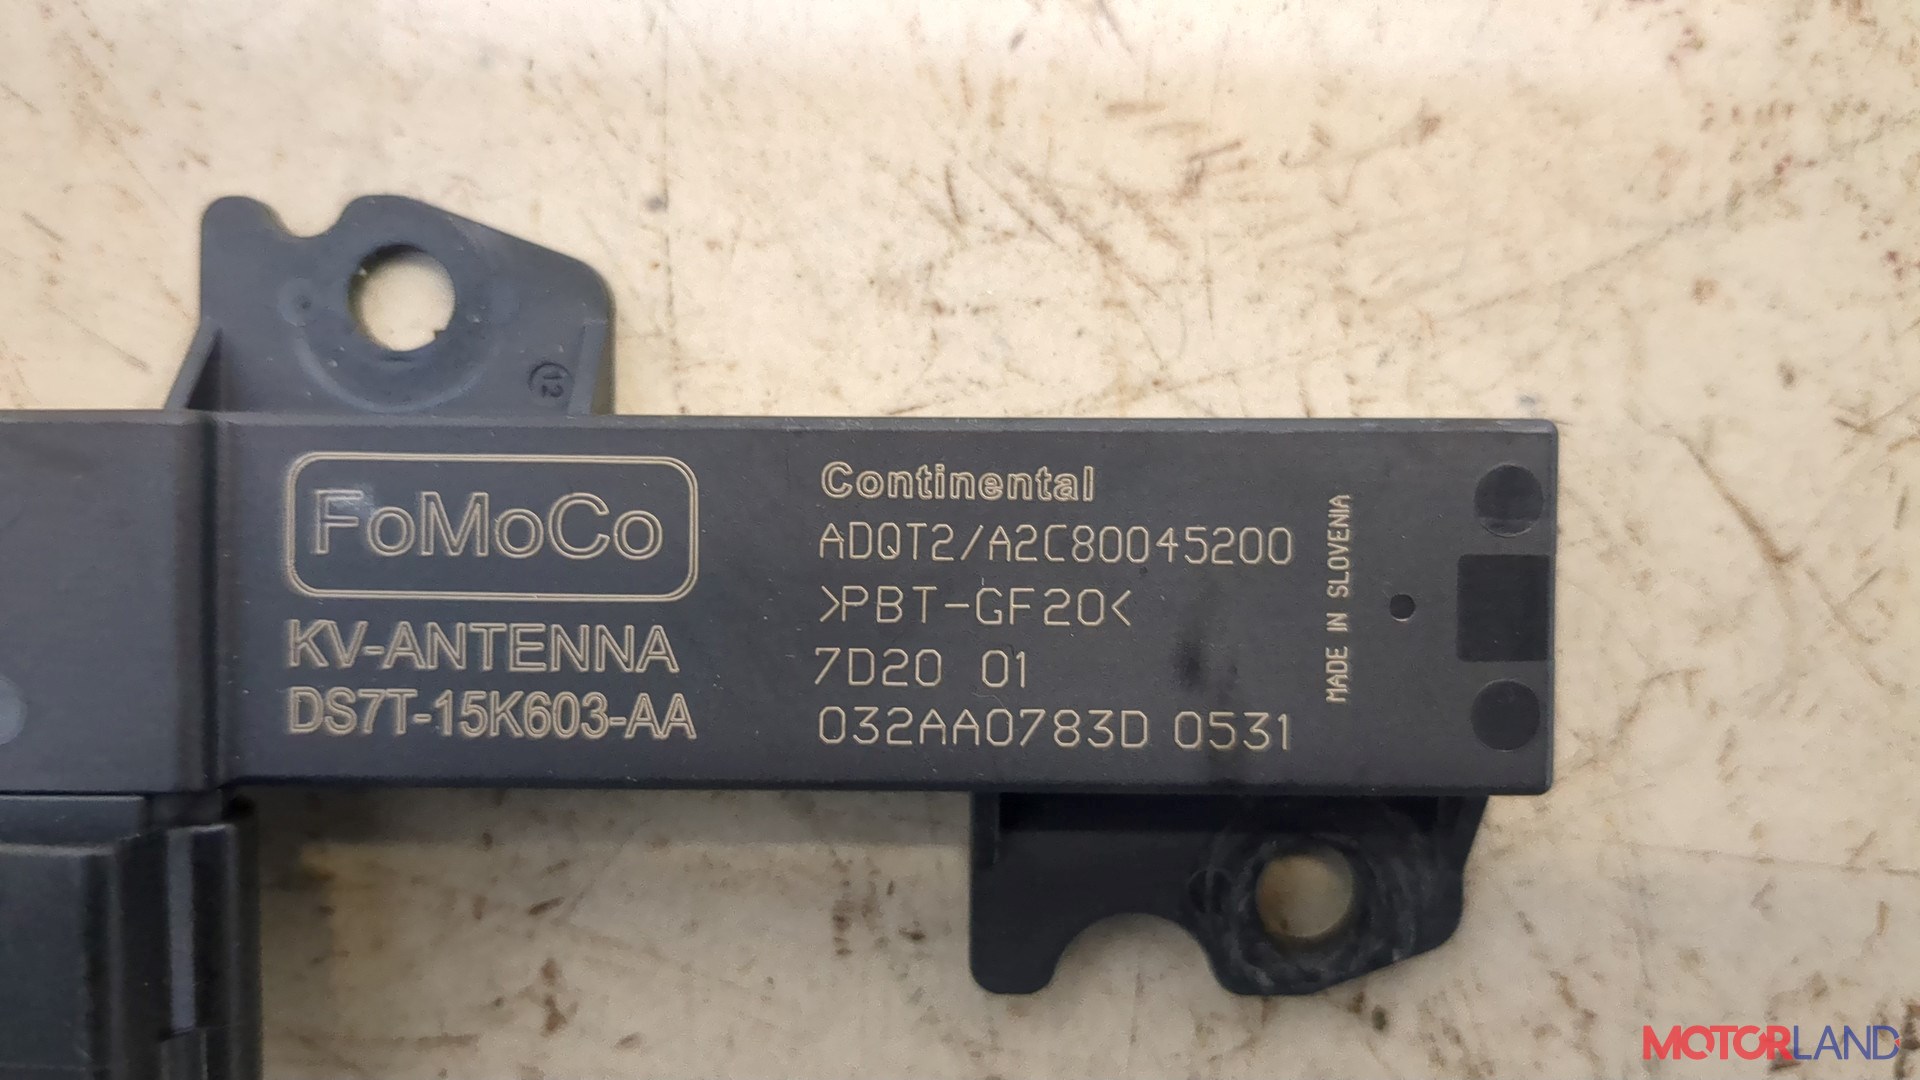 12
FoMoCo
KV-ANTENNA
DS7T-15K603-AA
Continental
ADQT2/A2C80045200
>PBT-GF20<
7D20 01
032AA0783D 0531
MADE IN SLOVENIA
MOTORLAND